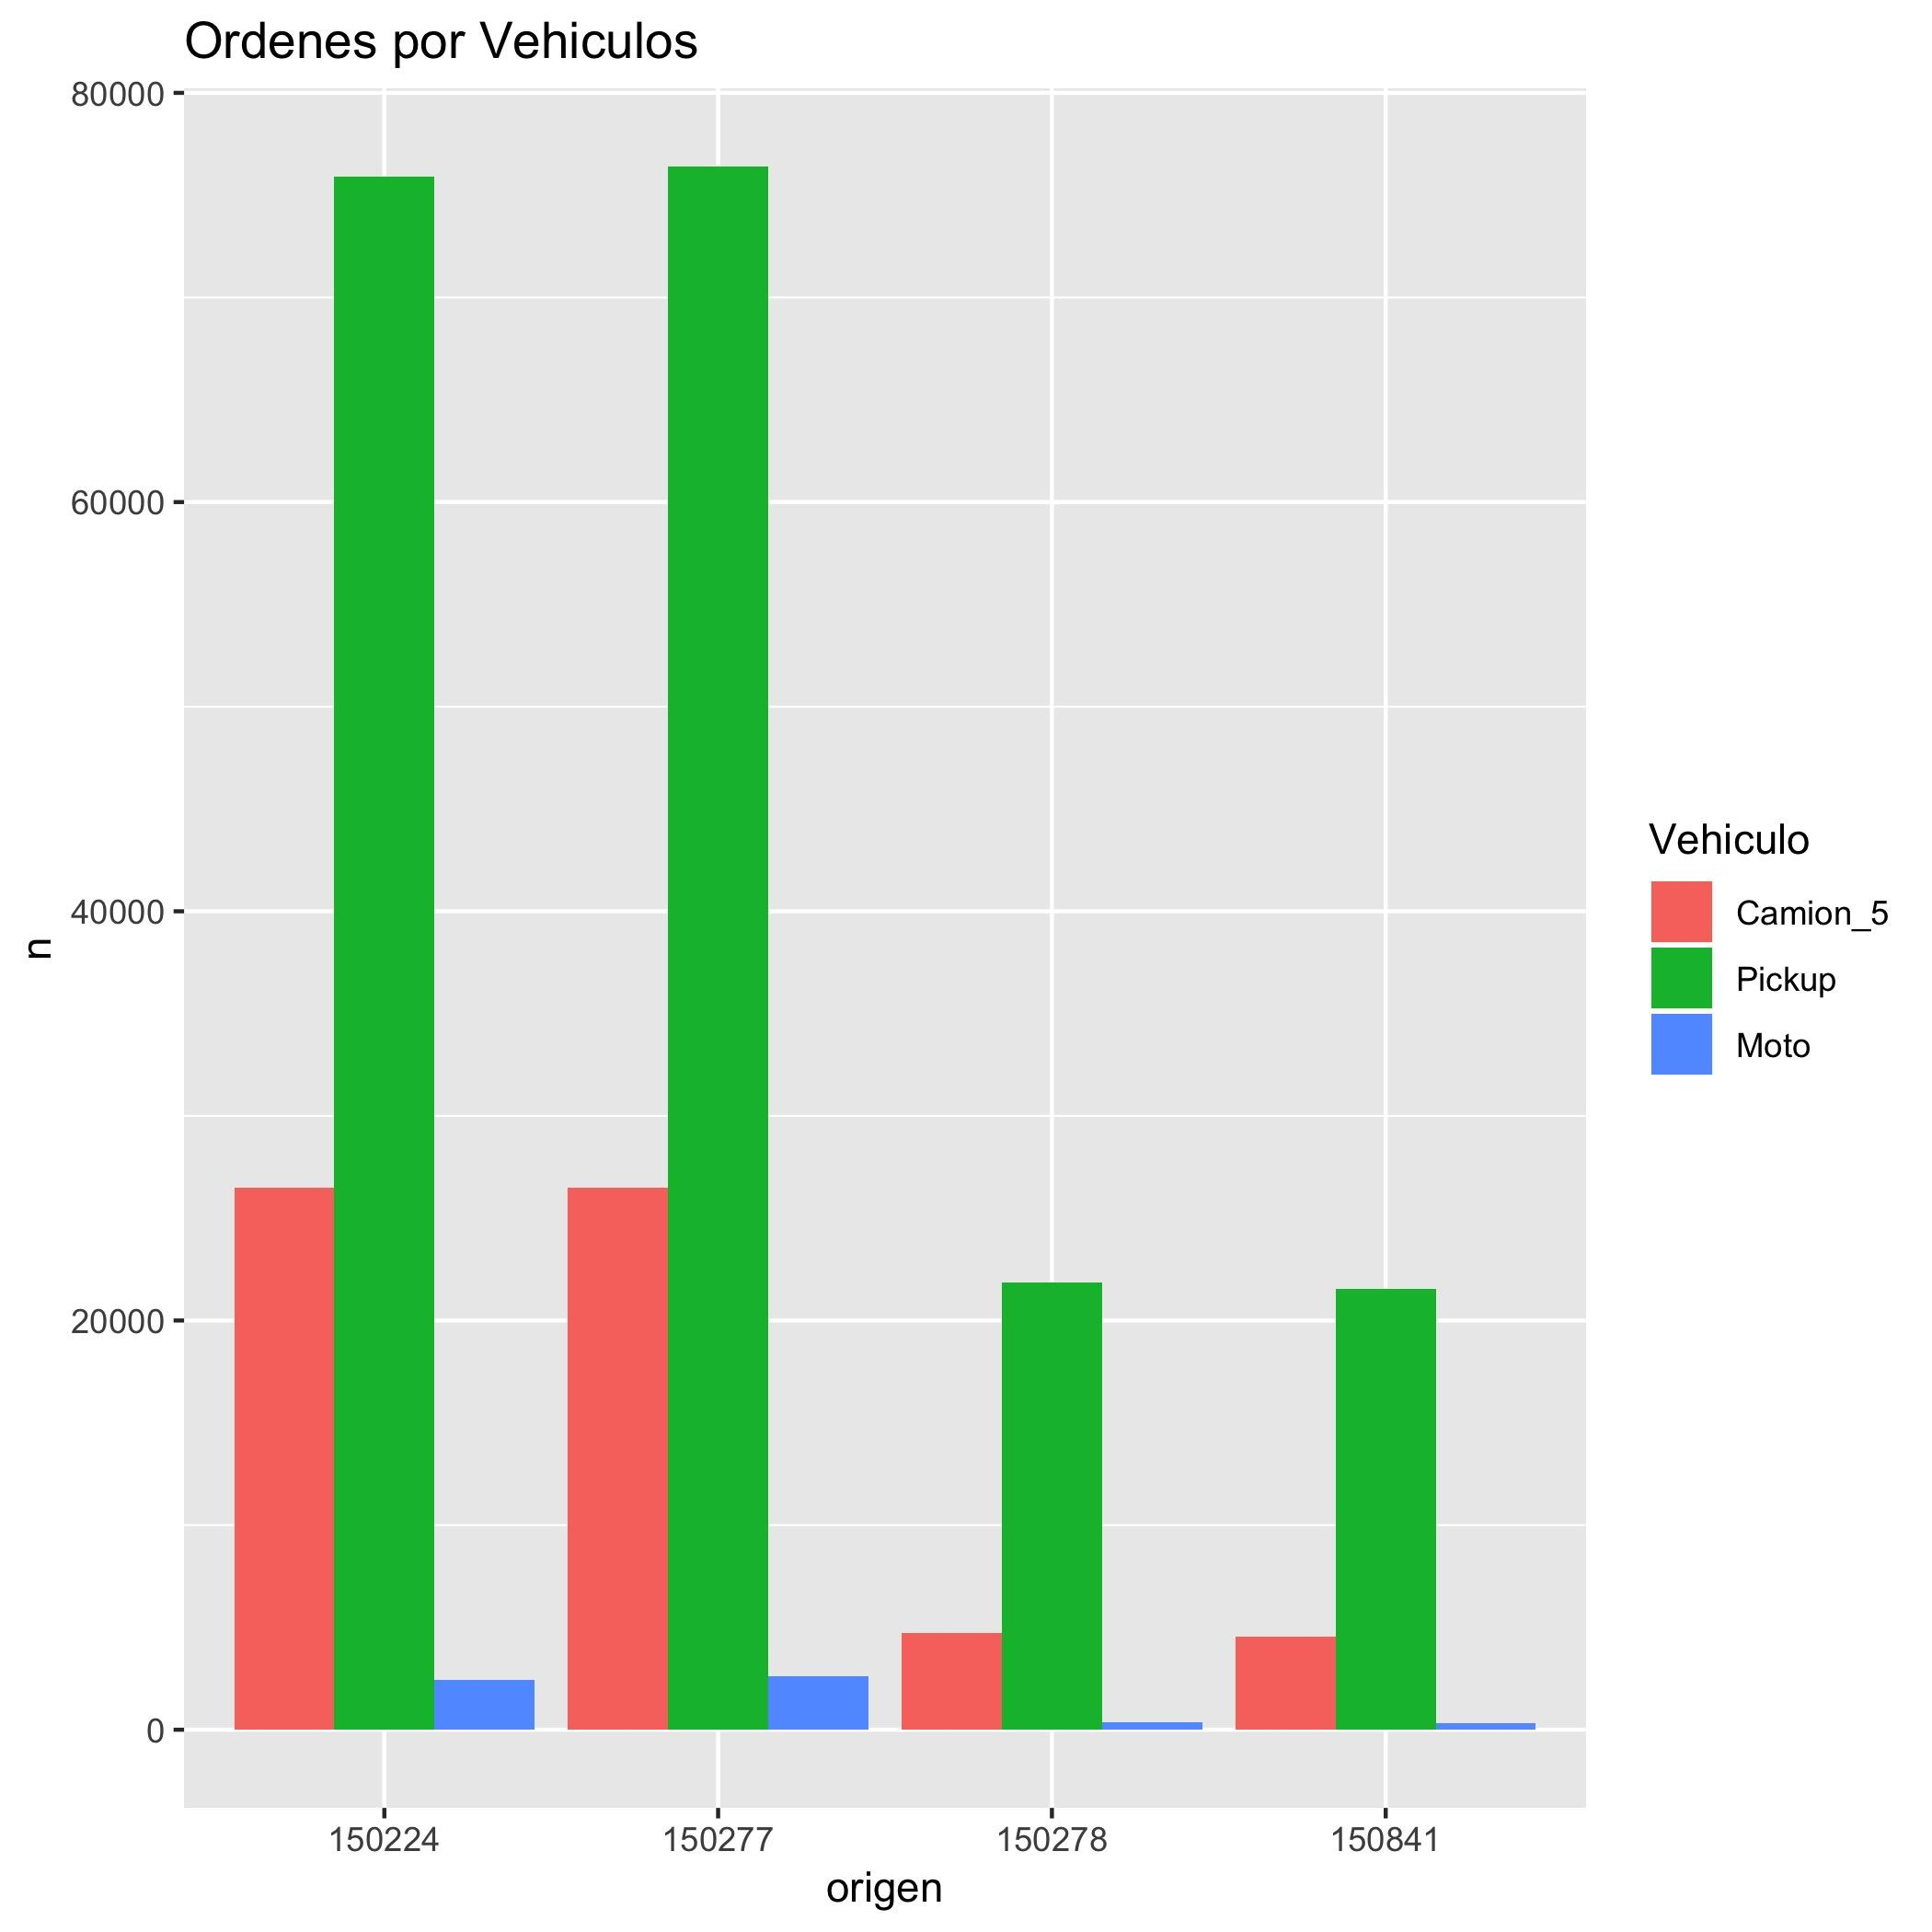 Ordenes por Vehiculos
80000
60000
40000
20000
0
n
150224
150277
150278
150841
origen
Vehiculo
Camion_5
Pickup
Moto